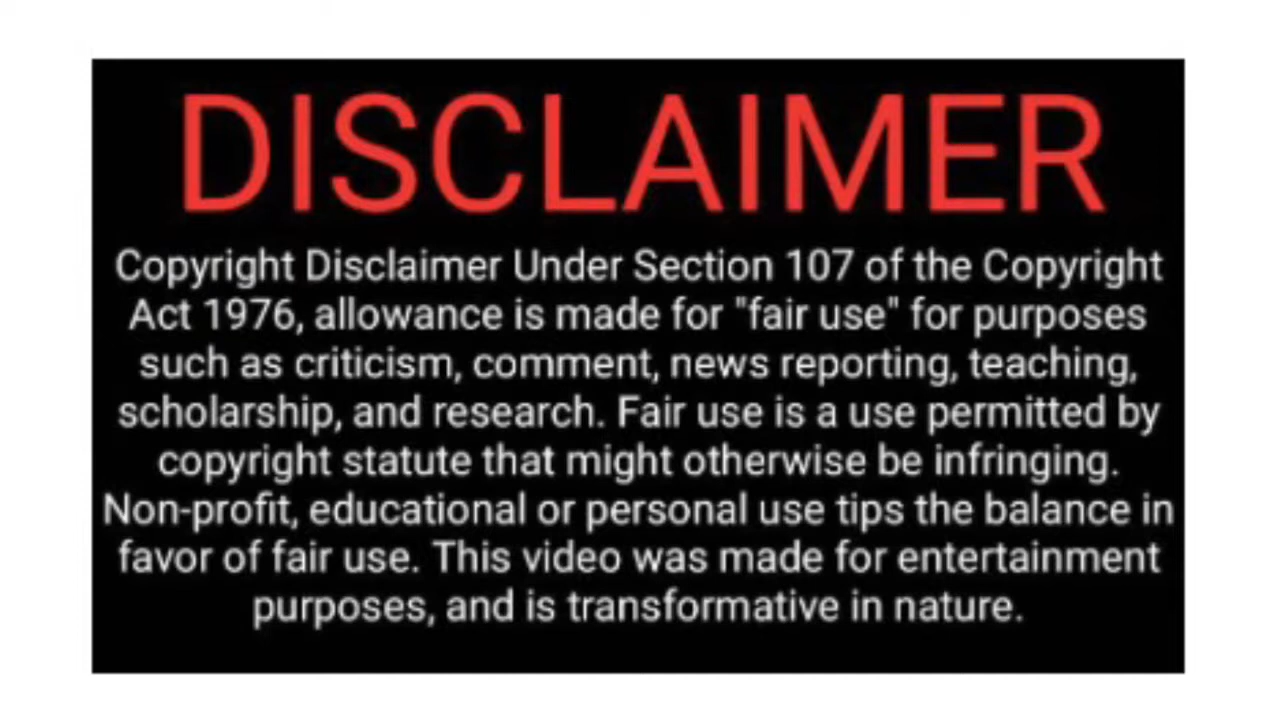 DISCLAIMER
Copyright Disclaimer Under Section 107 of the Copyright
Act 1976, allowance is made for "fair use" for purposes
such as criticism, comment, news reporting, teaching,
scholarship, and research. Fair use is a use permitted by
copyright statute that might otherwise be infringing.
Non-profit, educational or personal use tips the balance in
favor of fair use. This video was made for entertainment
purposes, and is transformative in nature.